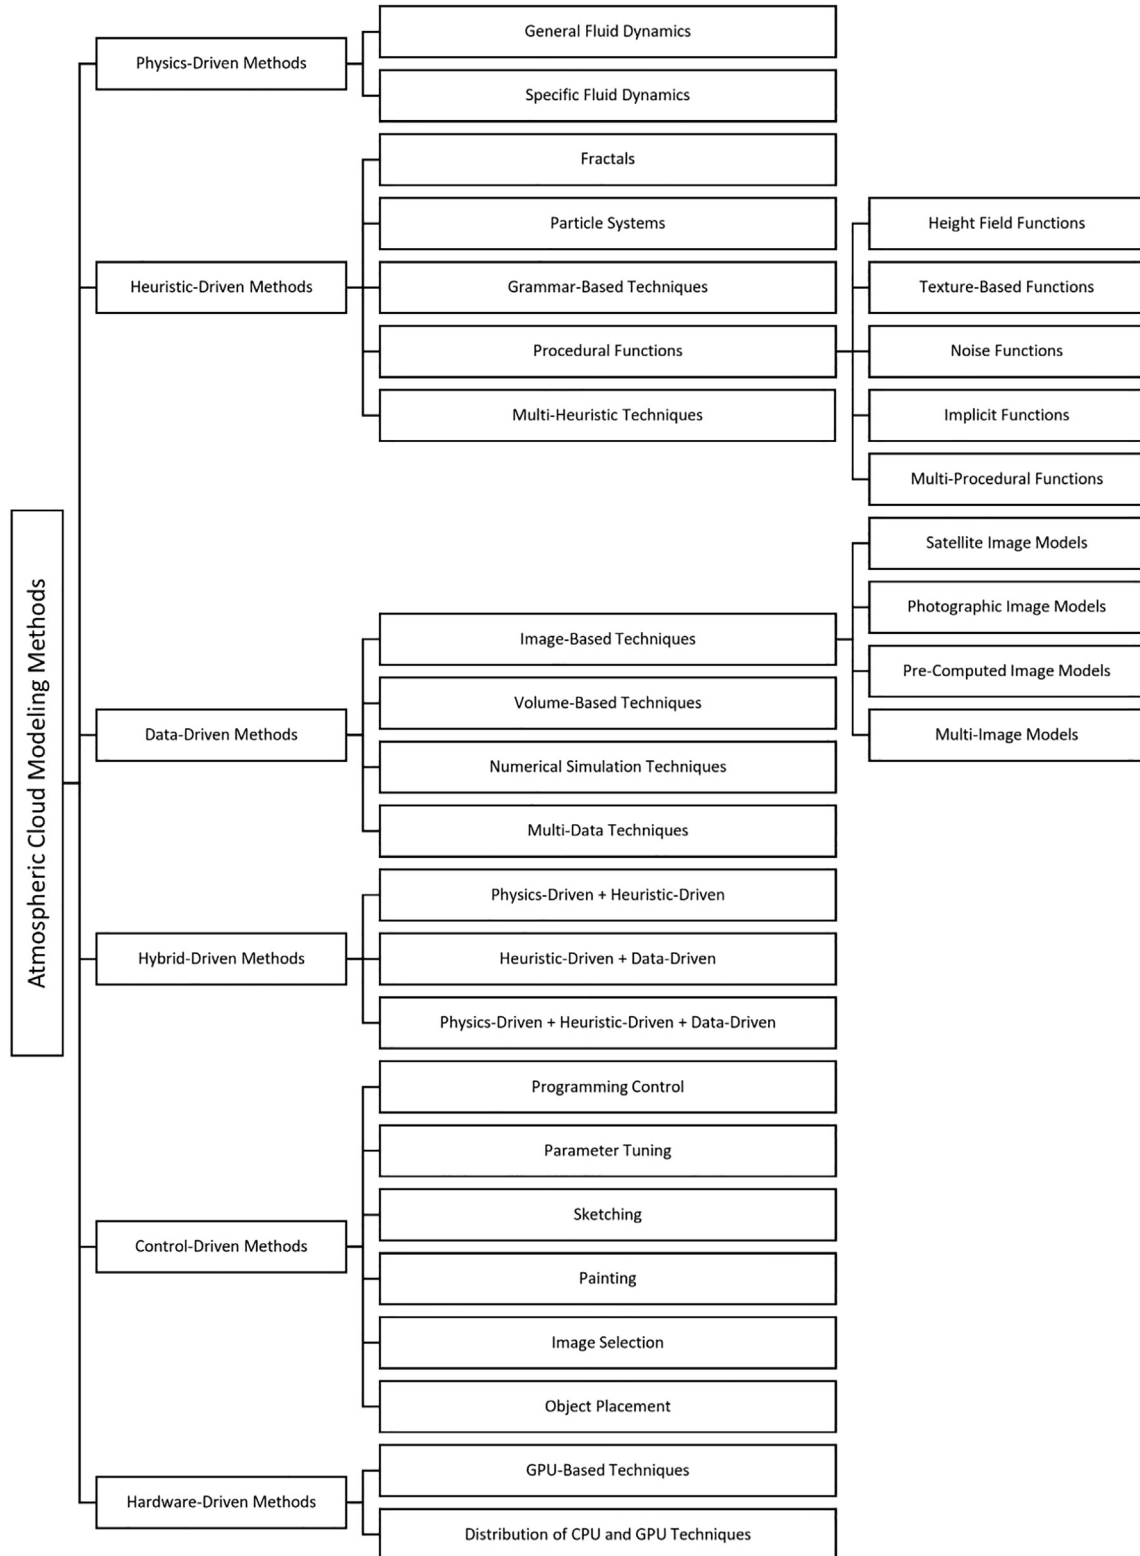 Atmospheric Cloud Modeling Methods
Physics-Driven Methods
General Fluid Dynamics
Specific Fluid Dynamics
Heuristic-Driven Methods
Fractals
Particle Systems
Grammar-Based Techniques
Procedural Functions
Height Field Functions
Texture-Based Functions
Noise Functions
Implicit Functions
Multi-Procedural Functions
Multi-Heuristic Techniques
Data-Driven Methods
Image-Based Techniques
Satellite Image Models
Photographic Image Models
Pre-Computed Image Models
Multi-Image Models
Volume-Based Techniques
Numerical Simulation Techniques
Multi-Data Techniques
Hybrid-Driven Methods
Physics-Driven + Heuristic-Driven
Heuristic-Driven + Data-Driven
Physics-Driven + Heuristic-Driven + Data-Driven
Control-Driven Methods
Programming Control
Parameter Tuning
Sketching
Painting
Image Selection
Object Placement
Hardware-Driven Methods
GPU-Based Techniques
Distribution of CPU and GPU Techniques